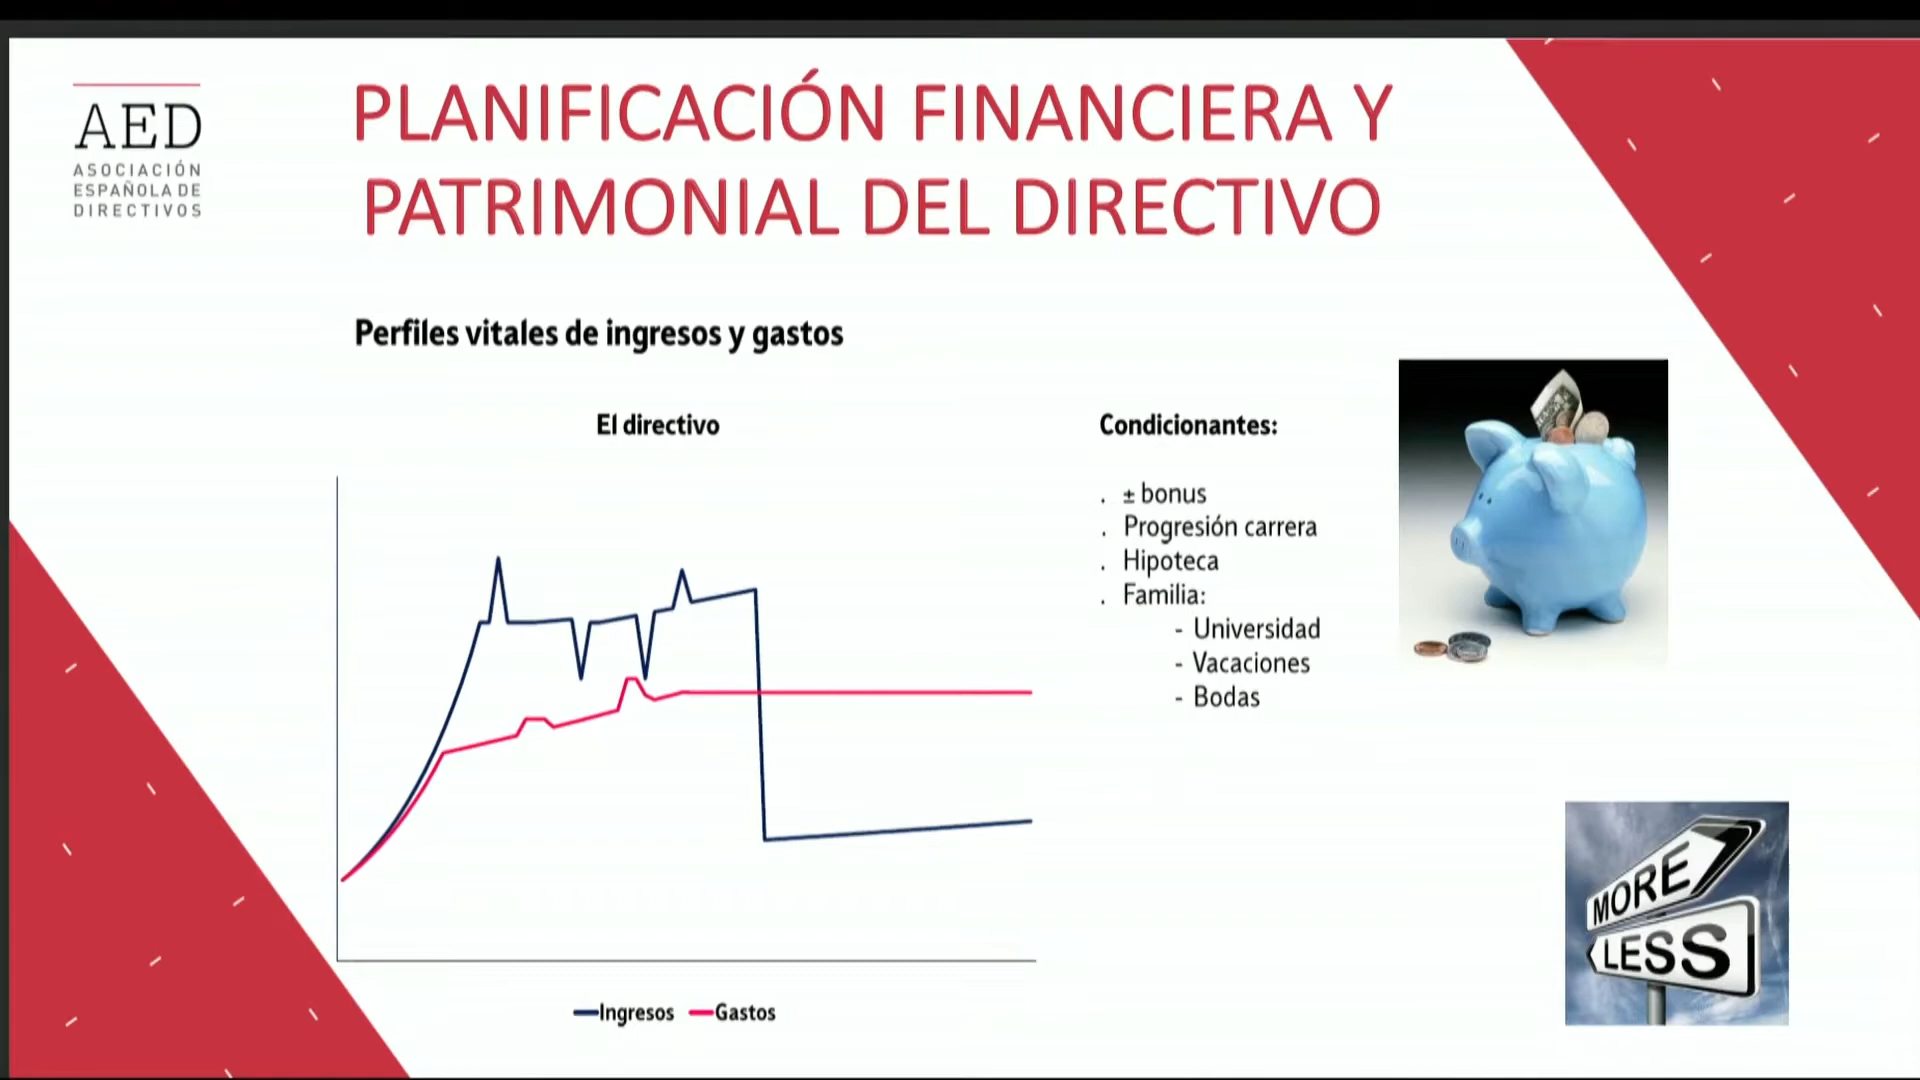 AED
ASOCIACIÓN
ESPAÑOLA DE
DIRECTIVOS
PLANIFICACIÓN FINANCIERA Y
PATRIMONIAL DEL DIRECTIVO
Perfiles vitales de ingresos y gastos
El directivo
Ingresos Gastos
Condicionantes:
. ± bonus
. Progresión carrera
. Hipoteca
. Familia:
- Universidad
- Vacaciones
- Bodas
MORE
LESS